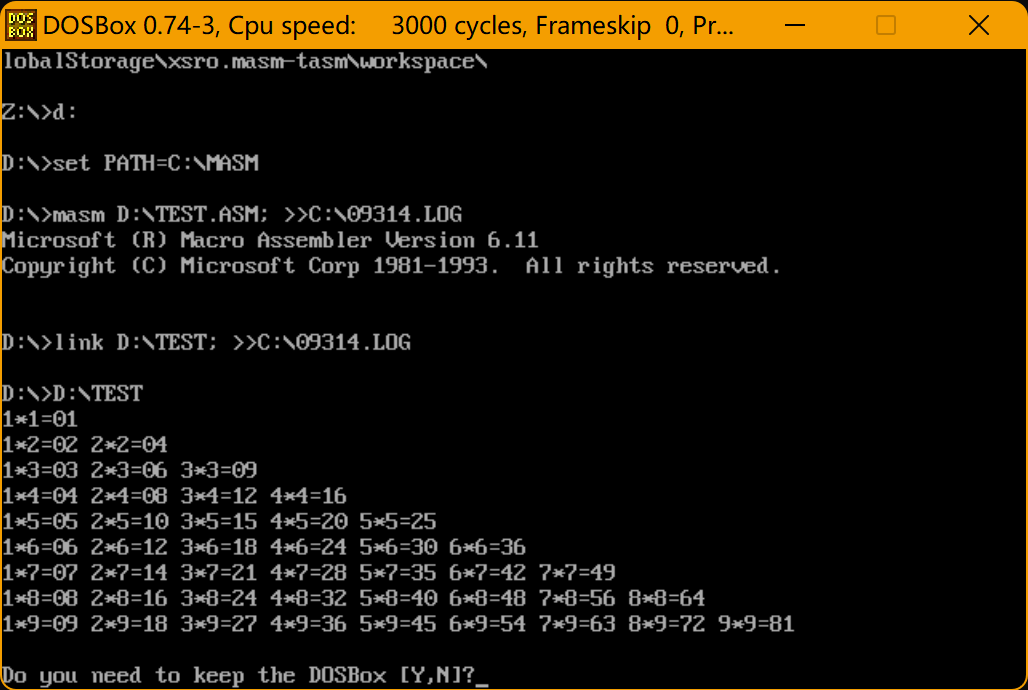 DOS BOX DOSBox 0.74-3, Cpu speed: 3000 cycles, Frameskip 0, Pr...
lobalStorage\xsro.masm-tasm\workspace\
Z:\>d:
D:\>set PATH=C:\MASM
D:\>masm D:\TEST.ASM; >>C:\09314.LOG
Microsoft (R) Macro Assembler Version 6.11
Copyright (C) Microsoft Corp 1981-1993. All rights reserved.
D:\>link D:\TEST; >>C:\09314.LOG
D:\>D:\TEST
1*1=01
1*2=02 2*2=04
1*3=03 2*3=06 3*3=09
1*4=04 2*4=08 3*4=12 4*4=16
1*5=05 2*5=10 3*5=15 4*5=20 5*5=25
1*6=06 2*6=12 3*6=18 4*6=24 5*6=30 6*6=36
1*7=07 2*7=14 3*7=21 4*7=28 5*7=35 6*7=42 7*7=49
1*8=08 2*8=16 3*8=24 4*8=32 5*8=40 6*8=48 7*8=56 8*8=64
1*9=09 2*9=18 3*9=27 4*9=36 5*9=45 6*9=54 7*9=63 8*9=72 9*9=81
Do you need to keep the DOSBox [Y,N]?_